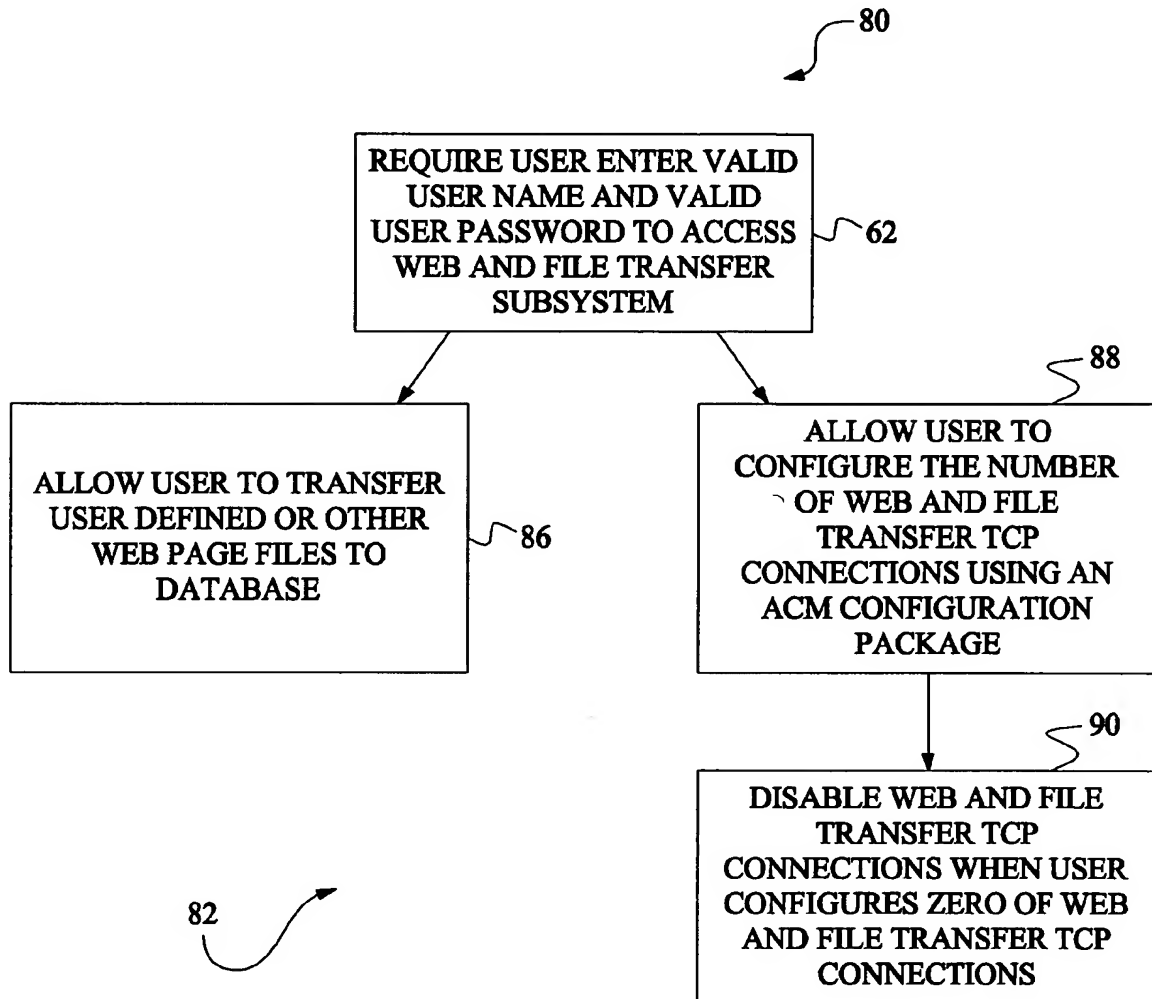 80
REQUIRE USER ENTER VALID
USER NAME AND VALID
USER PASSWORD TO ACCESS
WEB AND FILE TRANSFER
SUBSYSTEM
62
ALLOW USER TO TRANSFER
USER DEFINED OR OTHER
WEB PAGE FILES TO
DATABASE
86
88
ALLOW USER TO
CONFIGURE THE NUMBER
OF WEB AND FILE
TRANSFER TCP
CONNECTIONS USING AN
ACM CONFIGURATION
PACKAGE
90
DISABLE WEB AND FILE
TRANSFER TCP
CONNECTIONS WHEN USER
CONFIGURES ZERO OF WEB
AND FILE TRANSFER TCP
CONNECTIONS
82